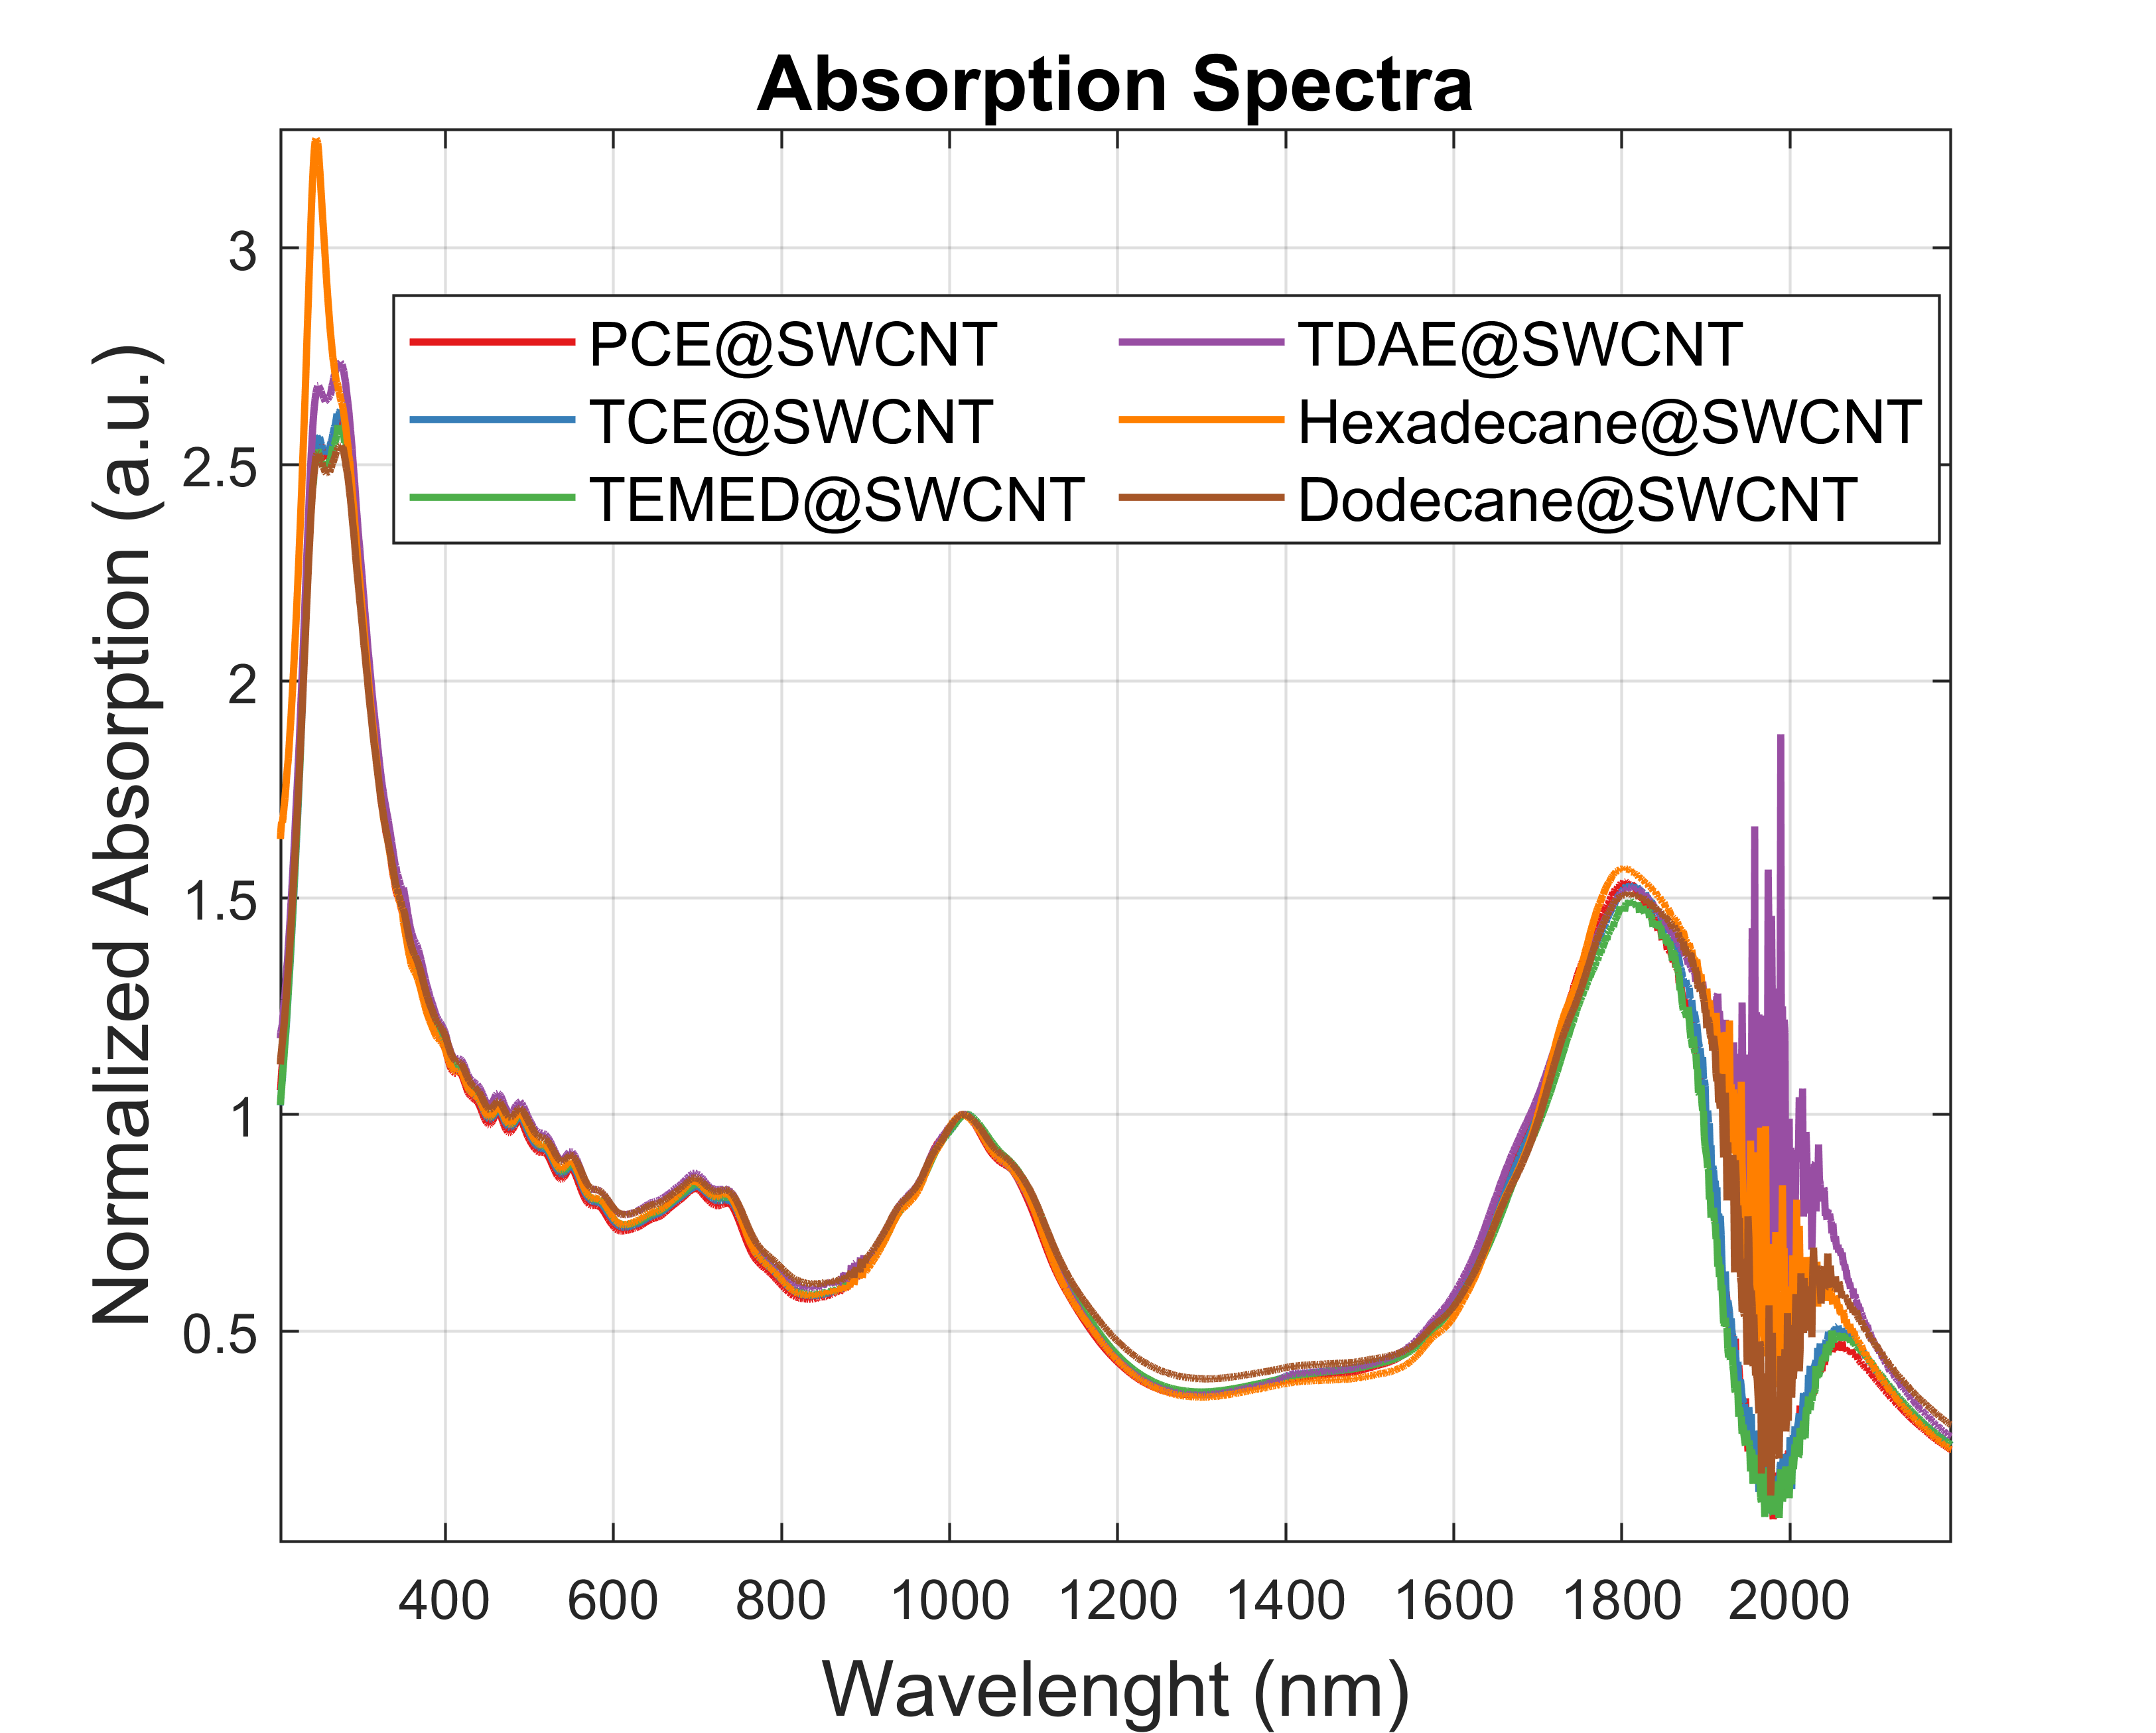 Absorption Spectra
Normalized Absorption (a.u.)
3
2.5
2
1.5
1
0.5
PCE@SWCNT
TCE@SWCNT
TEMED@SWCNT
TDAE@SWCNT
Hexadecane@SWCNT
Dodecane@SWCNT
400 600 800 1000 1200 1400 1600 1800 2000
Wavelenght (nm)